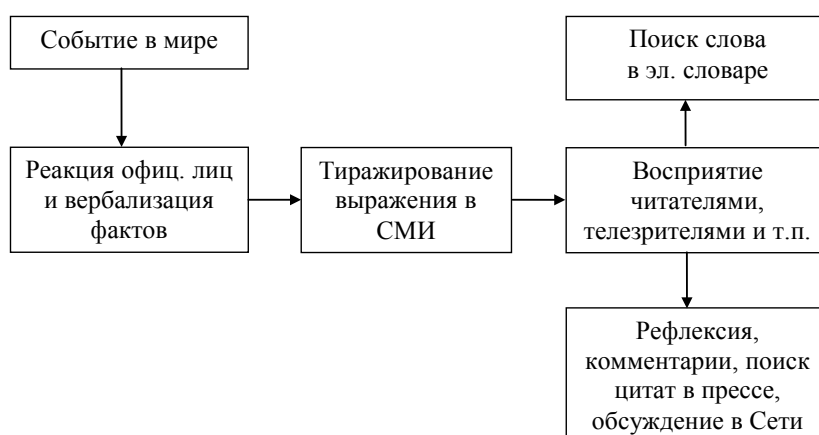 Событие в мире
Поиск слова
в эл. словаре
Реакция офиц. лиц
и вербализация
фактов
Тиражирование
выражения в
СМИ
Восприятие
читателями,
телезрителями и т.п.
Рефлексия,
комментарии, поиск
цитат в прессе,
обсуждение в Сети